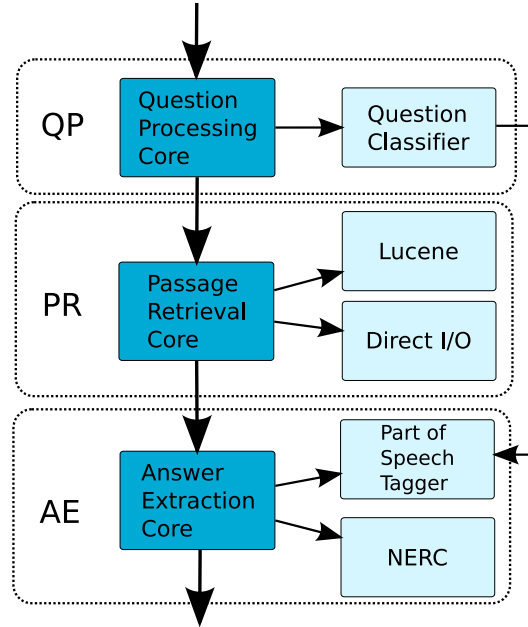 QP
Question
Processing
Core
Question
Classifier
PR
Passage
Retrieval
Core
Lucene
Direct I/O
AE
Answer
Extraction
Core
Part of
Speech
Tagger
NERC